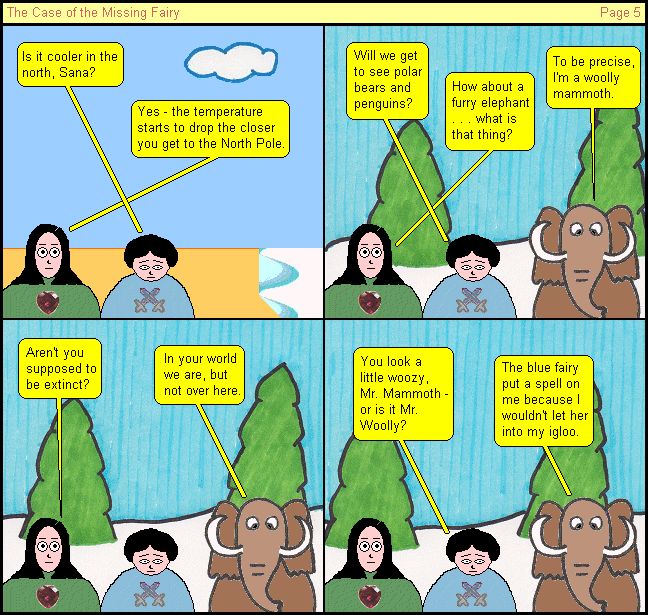 The Case of the Missing Fairy
Page 5
Is it cooler in the
north, Sana?
Yes - the temperature
starts to drop the closer
you get to the North Pole.
Will we get
to see polar
bears and
penguins?
How about a
furry elephant
. . . what is
that thing?
To be precise,
I'm a woolly
mammoth.
Aren't you
supposed to
be extinct?
In your world
we are, but
not over here.
You look a
little woozy,
Mr. Mammoth -
or is it Mr.
Woolly?
The blue fairy
put a spell on
me because I
wouldn't let her
into my igloo.